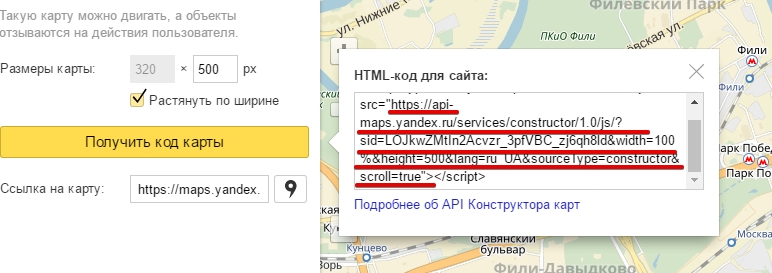 Такую карту можно двигать, а объекты
отзываются на действия пользователя.
Размеры карты: 320 × 500 px
Растянуть по ширине
Получить код карты
Ссылка на карту: https://maps.yandex.
HTML-код для сайта:
src="https://api-
maps.yandex.ru/services/constructor/1.0/js/?
sid=LOJkwZMtIn2Acvzr_3pfVBC_zj6qh8ld&width=100
%&height=500&lang=ru_UA&sourceType=constructor&
scroll=true"></script>
Подробнее об API Конструктора карт
ул. Нижние
Филевский Парк
ПКиО Фили
Фили
Парк Побед
Парк По
Кунцево
Славянский
бульвар
Фили-Давыдково